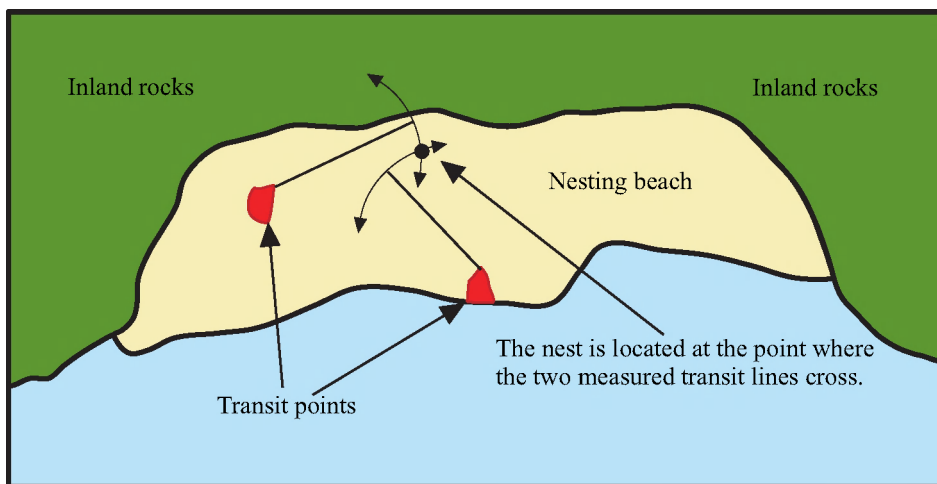 Inland rocks
Inland rocks
Nesting beach
The nest is located at the point where
the two measured transit lines cross.
Transit points